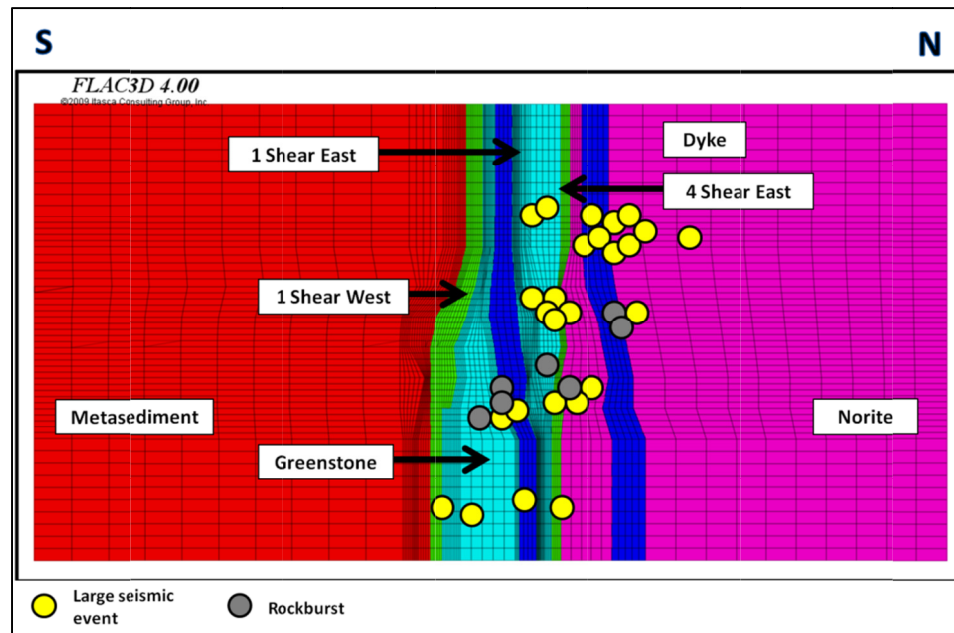 S
N
FLAC3D 4.00
©2009 Itasca Consulting Group, Inc.
1 Shear East
Dyke
4 Shear East
1 Shear West
Metasediment
Norite
Greenstone
Large seismic
event
Rockburst